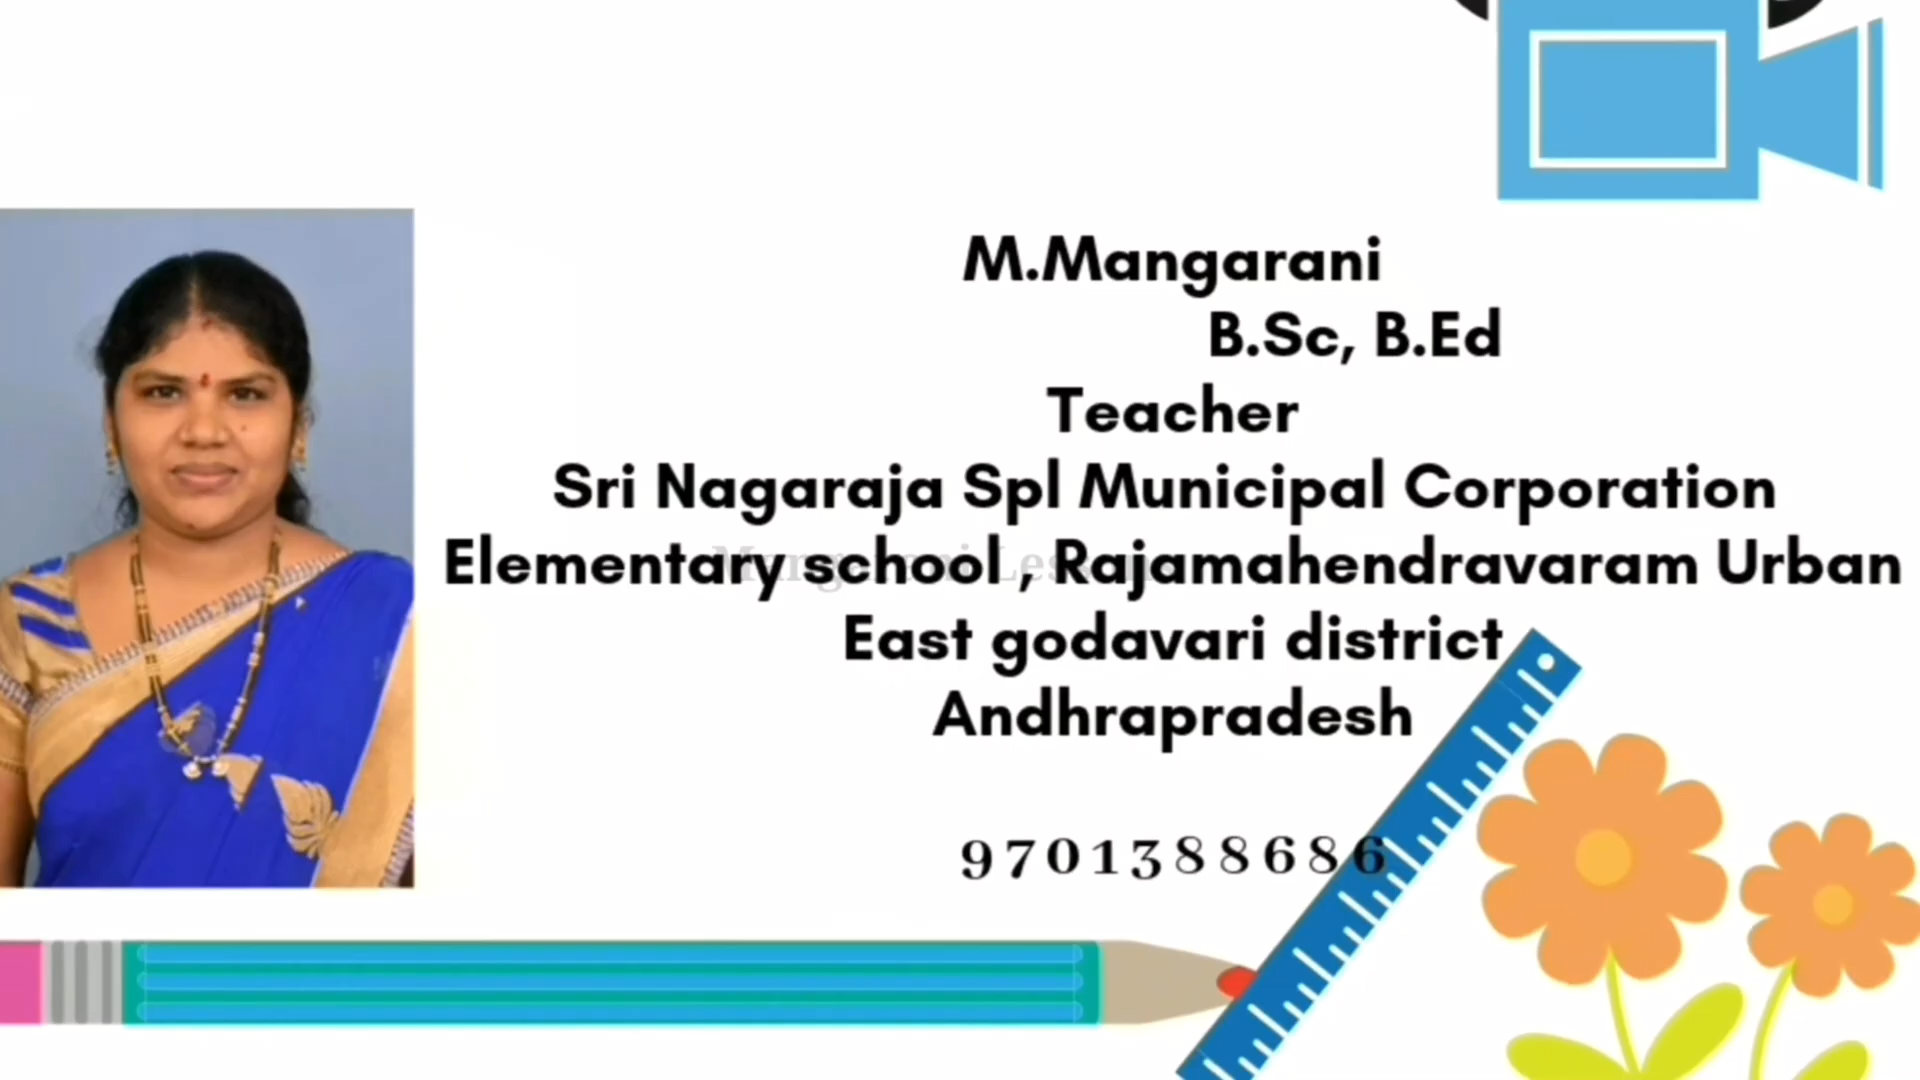 M.Mangarani
B.Sc, B.Ed
Teacher
Sri Nagaraja Spl Municipal Corporation
Elementary school , Rajamahendravaram Urban
East godavari district
Andhrapradesh
9701388686